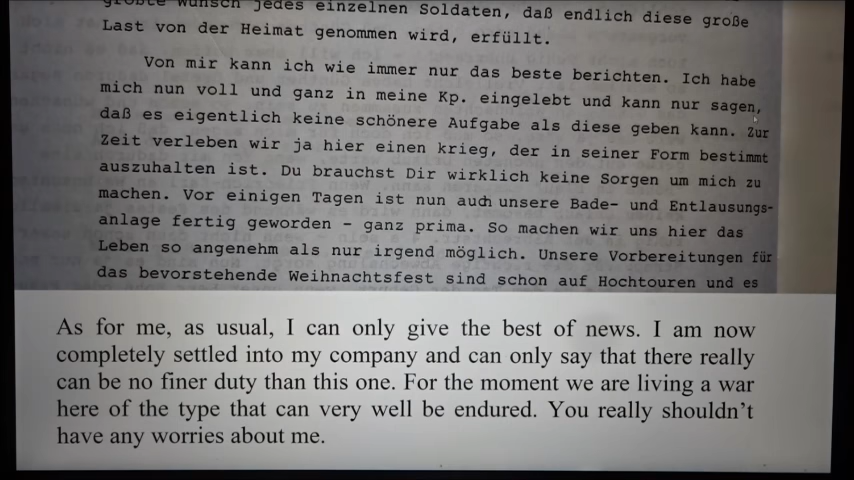 größte Wunsch jedes einzelnen Soldaten, daß endlich diese große
Last von der Heimat genommen wird, erfüllt.
Von mir kann ich wie immer nur das beste berichten. Ich habe
mich nun voll und ganz in meine Kp. eingelebt und kann nur sagen,
daß es eigentlich keine schönere Aufgabe als diese geben kann. Zur
Zeit verleben wir ja hier einen krieg, der in seiner Form bestimmt
auszuhalten ist. Du brauchst Dir wirklich keine Sorgen um mich zu
machen. Vor einigen Tagen ist nun auch unsere Bade- und Entlausungs-
anlage fertig geworden - ganz prima. So machen wir uns hier das
Leben so angenehm als nur irgend möglich. Unsere Vorbereitungen für
das bevorstehende Weihnachtsfest sind schon auf Hochtouren und es
As for me, as usual, I can only give the best of news. I am now
completely settled into my company and can only say that there really
can be no finer duty than this one. For the moment we are living a war
here of the type that can very well be endured. You really shouldn't
have any worries about me.